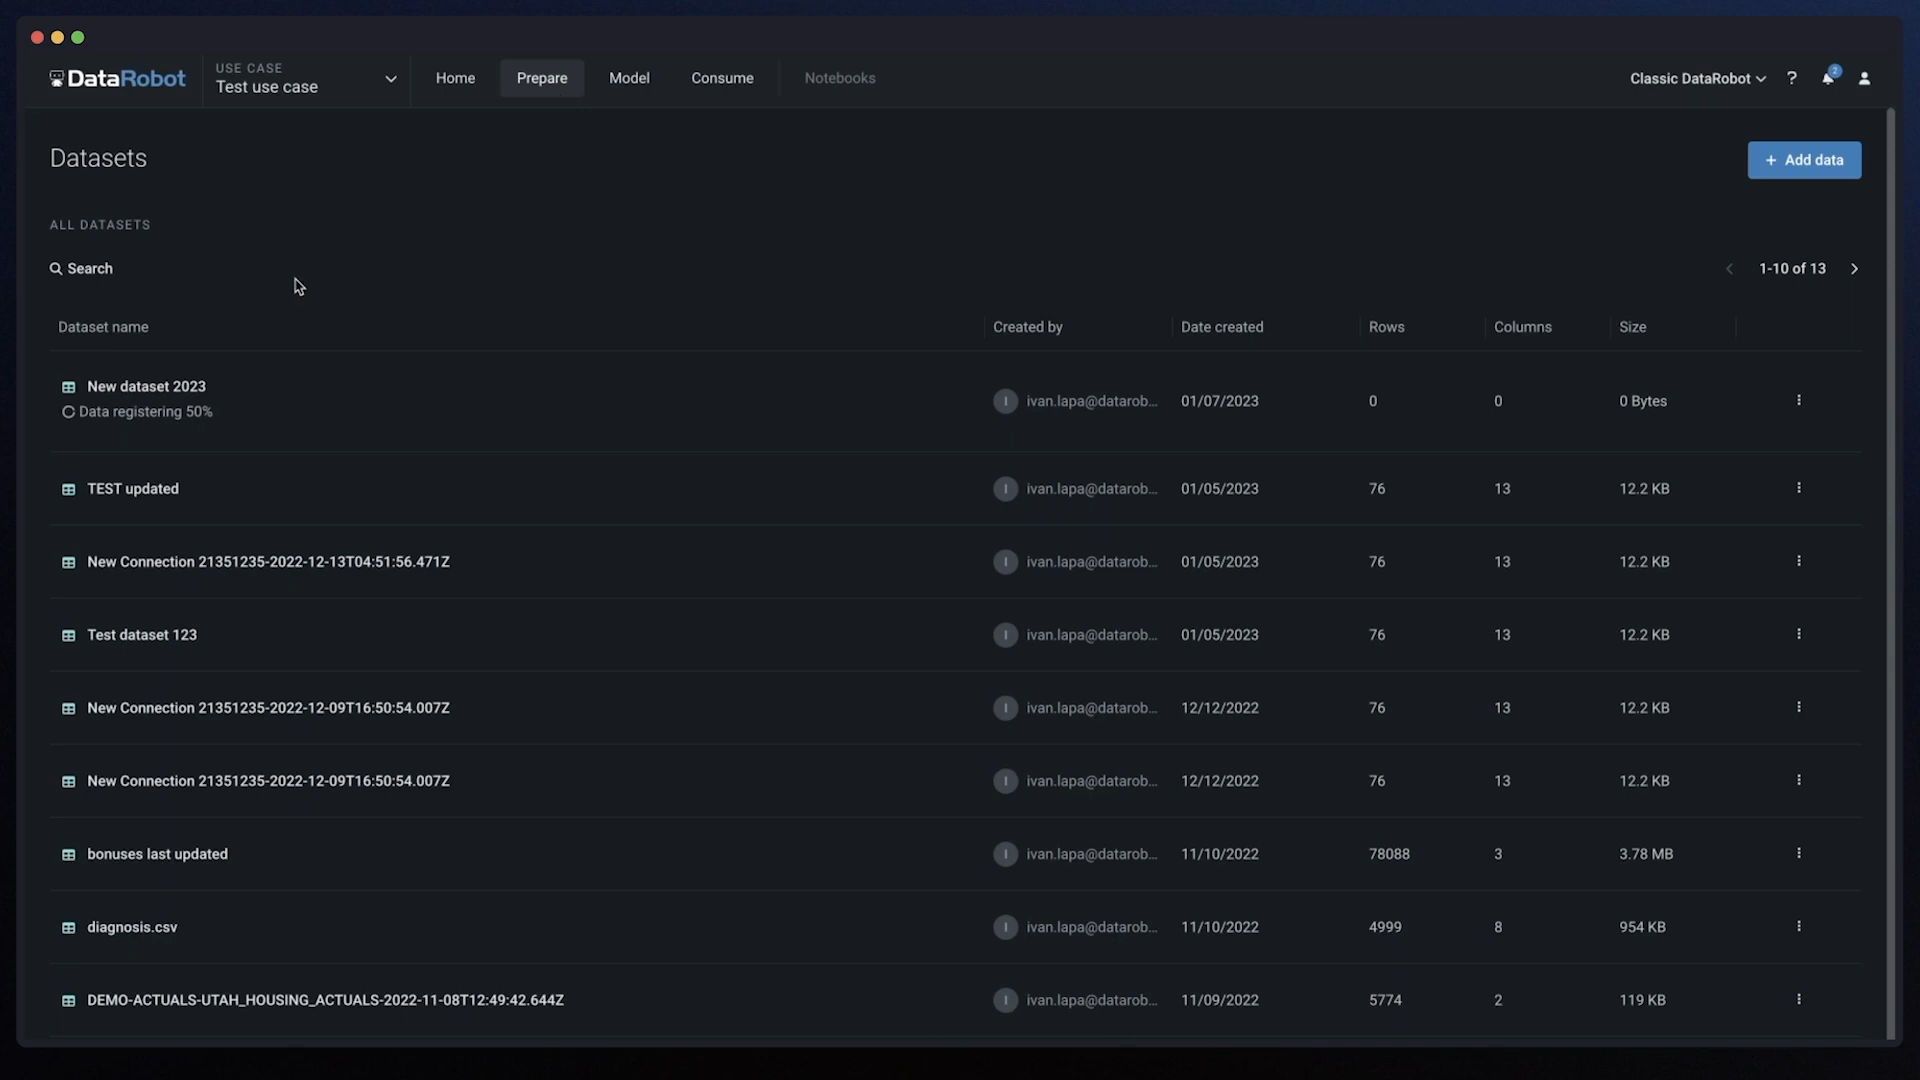 DataRobot
USE CASE
Test use case
Home
Prepare
Model
Consume
Notebooks
Classic DataRobot
?
2
Datasets
+ Add data
ALL DATASETS
Search
1-10 of 13
Dataset name Created by Date created Rows Columns Size
New dataset 2023
Data registering 50%
I ivan.lapa@datarob... 01/07/2023 0 0 0 Bytes
TEST updated I ivan.lapa@datarob... 01/05/2023 76 13 12.2 KB
New Connection 21351235-2022-12-13T04:51:56.471Z I ivan.lapa@datarob... 01/05/2023 76 13 12.2 KB
Test dataset 123 I ivan.lapa@datarob... 01/05/2023 76 13 12.2 KB
New Connection 21351235-2022-12-09T16:50:54.007Z I ivan.lapa@datarob... 12/12/2022 76 13 12.2 KB
New Connection 21351235-2022-12-09T16:50:54.007Z I ivan.lapa@datarob... 12/12/2022 76 13 12.2 KB
bonuses last updated I ivan.lapa@datarob... 11/10/2022 78088 3 3.78 MB
diagnosis.csv I ivan.lapa@datarob... 11/10/2022 4999 8 954 KB
DEMO-ACTUALS-UTAH_HOUSING_ACTUALS-2022-11-08T12:49:42.644Z I ivan.lapa@datarob... 11/09/2022 5774 2 119 KB